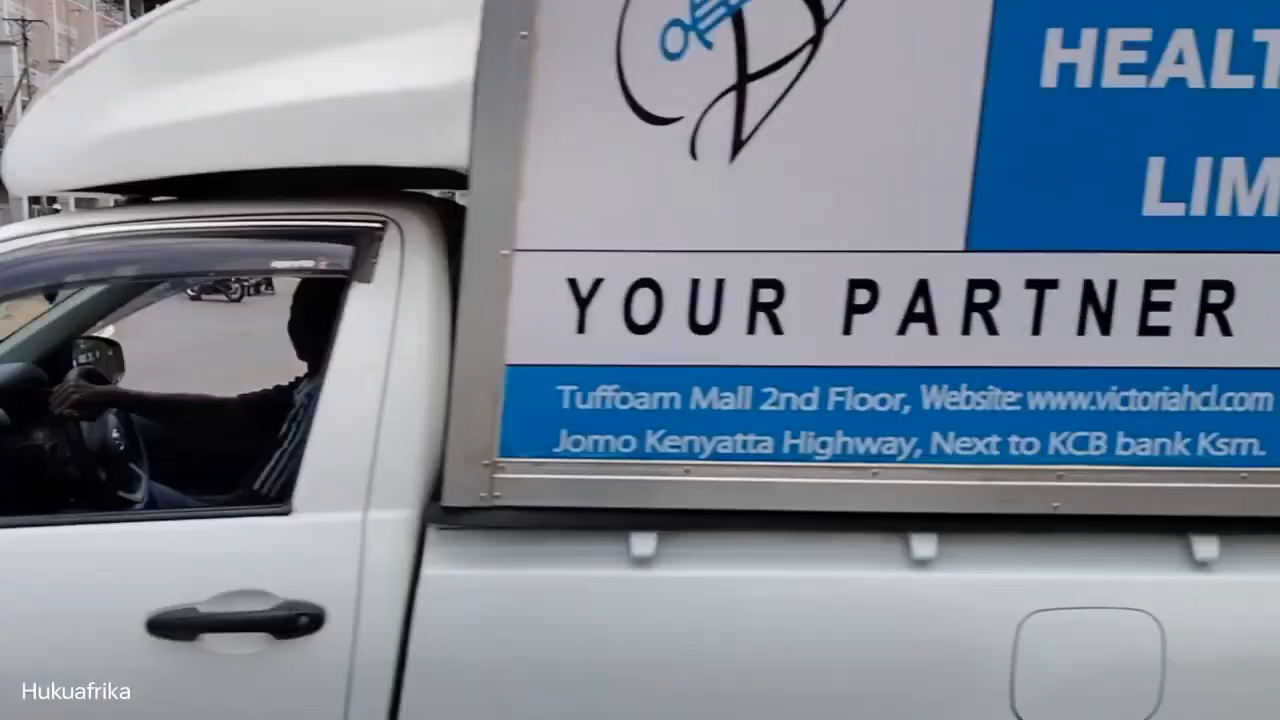 HEALT
LIM
YOUR PARTNER
Tuffoam Mall 2nd Floor, Website: www.victoriahcl.com
Jomo Kenyatta Highway, Next to KCB bank Ksm.
Hukuafrika